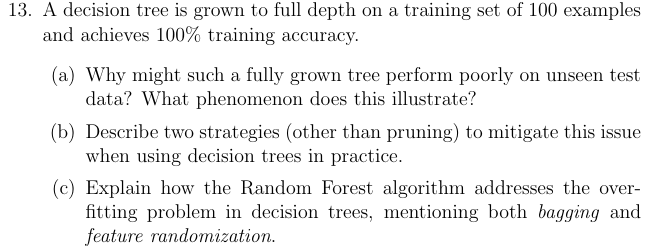 13. A decision tree is grown to full depth on a training set of 100 examples
and achieves 100% training accuracy.
(a) Why might such a fully grown tree perform poorly on unseen test
data? What phenomenon does this illustrate?
(b) Describe two strategies (other than pruning) to mitigate this issue
when using decision trees in practice.
(c) Explain how the Random Forest algorithm addresses the over-
fitting problem in decision trees, mentioning both bagging and
feature randomization.